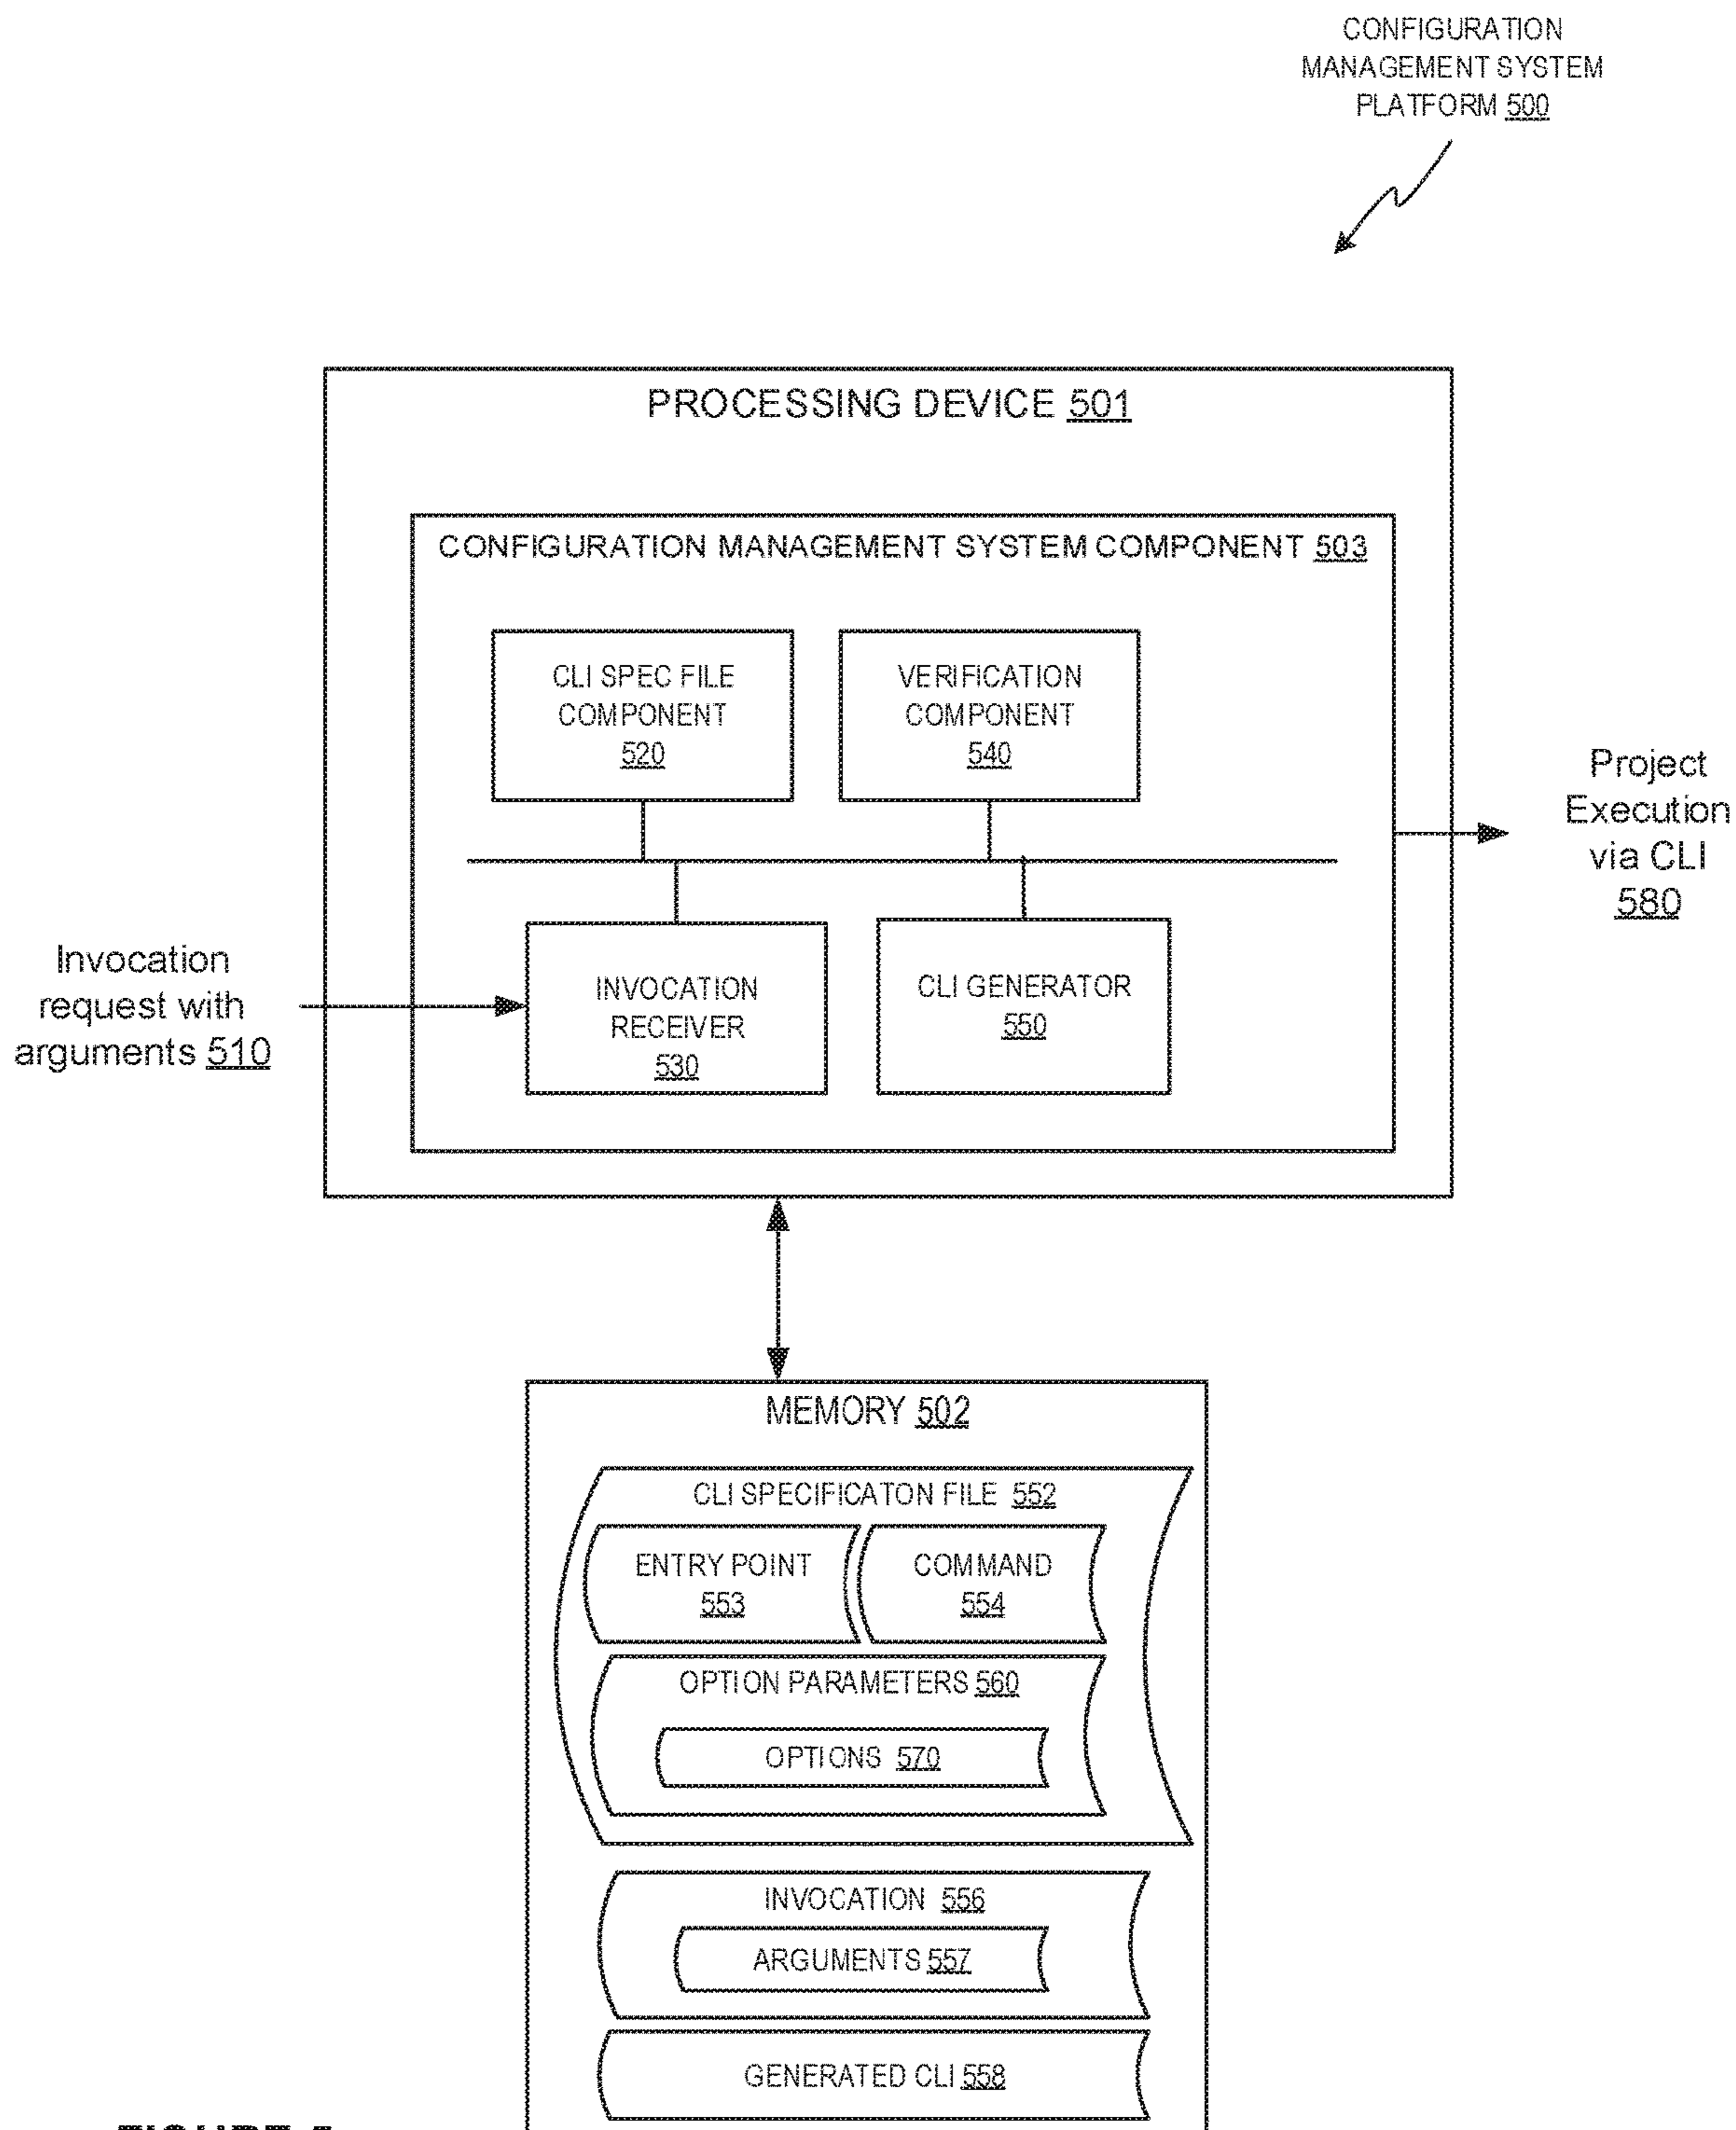 CONFIGURATION
MANAGEMENT SYSTEM
PLATFORM 500
PROCESSING DEVICE 501
CONFIGURATION MANAGEMENT SYSTEM COMPONENT 503
CLI SPEC FILE
COMPONENT
520
VERIFICATION
COMPONENT
540
Project
Execution
via CLI
580
Invocation
request with
arguments 510
INVOCATION
RECEIVER
530
CLI GENERATOR
550
MEMORY 502
CLI SPECIFICATON FILE 552
ENTRY POINT
553
COMMAND
554
OPTION PARAMETERS 560
OPTIONS 570
INVOCATION 556
ARGUMENTS 557
GENERATED CLI 558